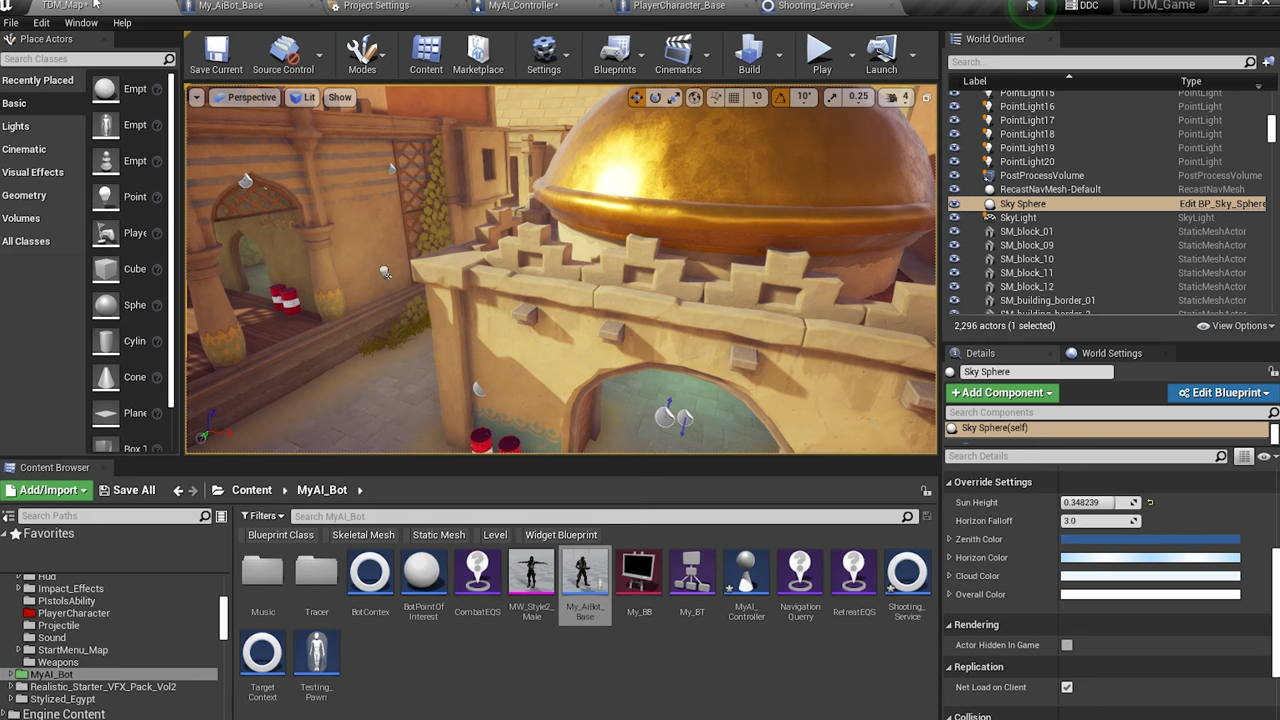 TDM_Map*
My_AiBot_Base
Project Settings
MyAI_Controller*
PlayerCharacter_Base
Shooting_Service*
DDC
TDM_Game
File Edit Window Help
Place Actors
Search Classes
Recently Placed
Basic
Lights
Cinematic
Visual Effects
Geometry
Volumes
All Classes
Empt
Empt
Empt
Point
Playe
Cube
Sphe
Cylin
Cone
Plane
Box T
Save Current
Source Control
Modes
Content
Marketplace
Settings
Blueprints
Cinematics
Build
Play
Launch
Perspective
Lit
Show
10
10°
0.25
4
World Outliner
Search...
Label Type
PointLight15 PointLight
PointLight16 PointLight
PointLight17 PointLight
PointLight18 PointLight
PointLight19 PointLight
PointLight20 PointLight
PostProcessVolume PostProcessVolume
RecastNavMesh-Default RecastNavMesh
Sky Sphere Edit BP_Sky_Sphere
SkyLight SkyLight
SM_block_01 StaticMeshActor
SM_block_09 StaticMeshActor
SM_block_10 StaticMeshActor
SM_block_11 StaticMeshActor
SM_block_12 StaticMeshActor
SM_building_border_01 StaticMeshActor
2,296 actors (1 selected)
View Options
Details
World Settings
Sky Sphere
+Add Component
Edit Blueprint
Search Components
Sky Sphere(self)
Search Details
Override Settings
Sun Height 0.348239
Horizon Falloff 3.0
Zenith Color
Horizon Color
Cloud Color
Overall Color
Rendering
Actor Hidden In Game
Replication
Net Load on Client
Collision
Content Browser
Add/Import
Save All
Content
MyAI_Bot
Search Paths
Filters
Search MyAI_Bot
Favorites
Blueprint Class
Skeletal Mesh
Static Mesh
Level
Widget Blueprint
Hud
Impact_Effects
PIstolsAbility
PlayerCharacter
Projectile
Sound
StartMenu_Map
Weapons
MyAI_Bot
Realistic_Starter_VFX_Pack_Vol2
Stylized_Egypt
Engine Content
Music
Tracer
BotContex
BotPointOf
Interest
CombatEQS
MW_Style2_
Male
My_AiBot_
Base
My_BB
My_BT
MyAI_
Controller
Navigation
Querry
RetreatEQS
Shooting_
Service
Target
Context
Testing_
Pawn